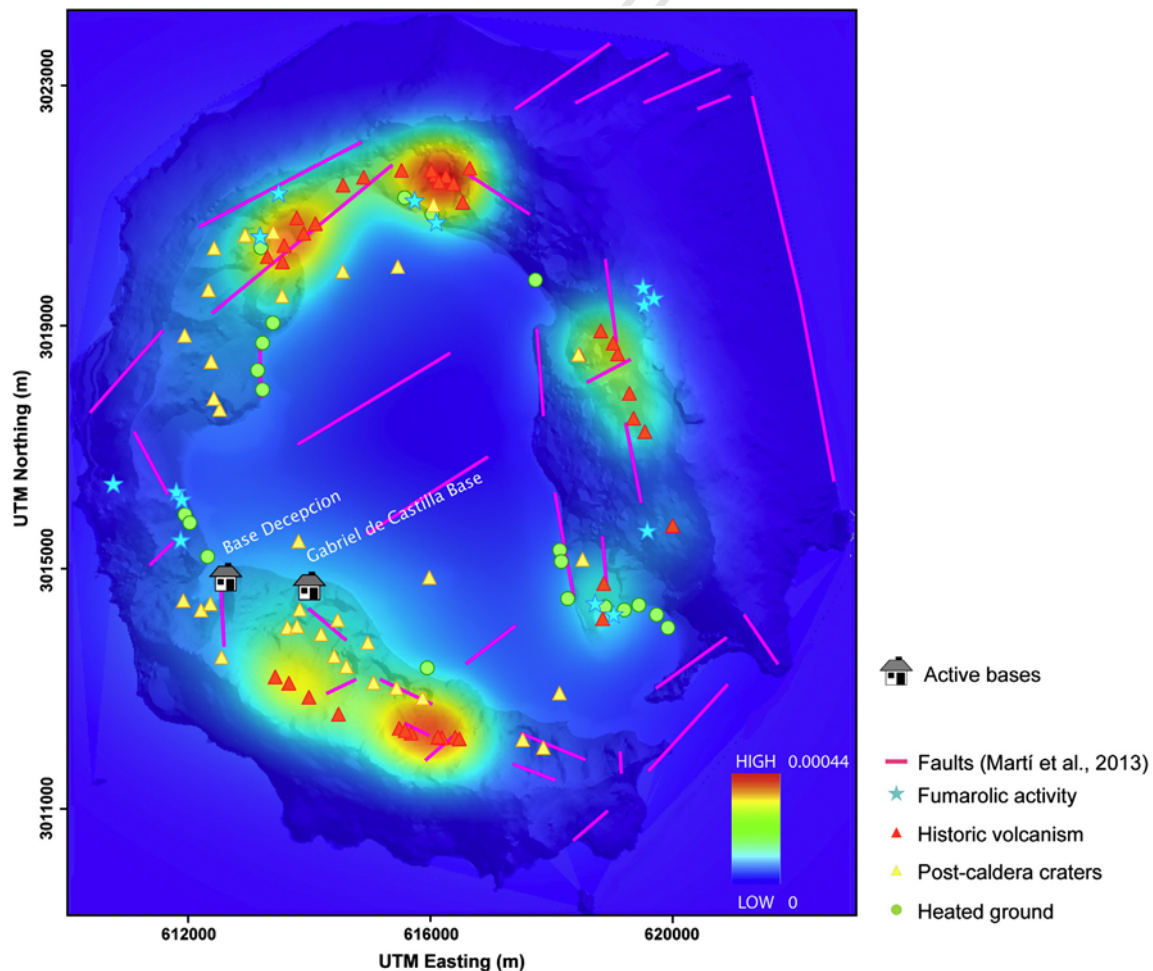 3023000
3019000
3015000
3011000
UTM Northing (m)
Base Decepcion
Gabriel de Castilla Base
HIGH 0.00044
LOW 0
612000
616000
620000
UTM Easting (m)
Active bases
Faults (Martí et al., 2013)
Fumarolic activity
Historic volcanism
Post-caldera craters
Heated ground